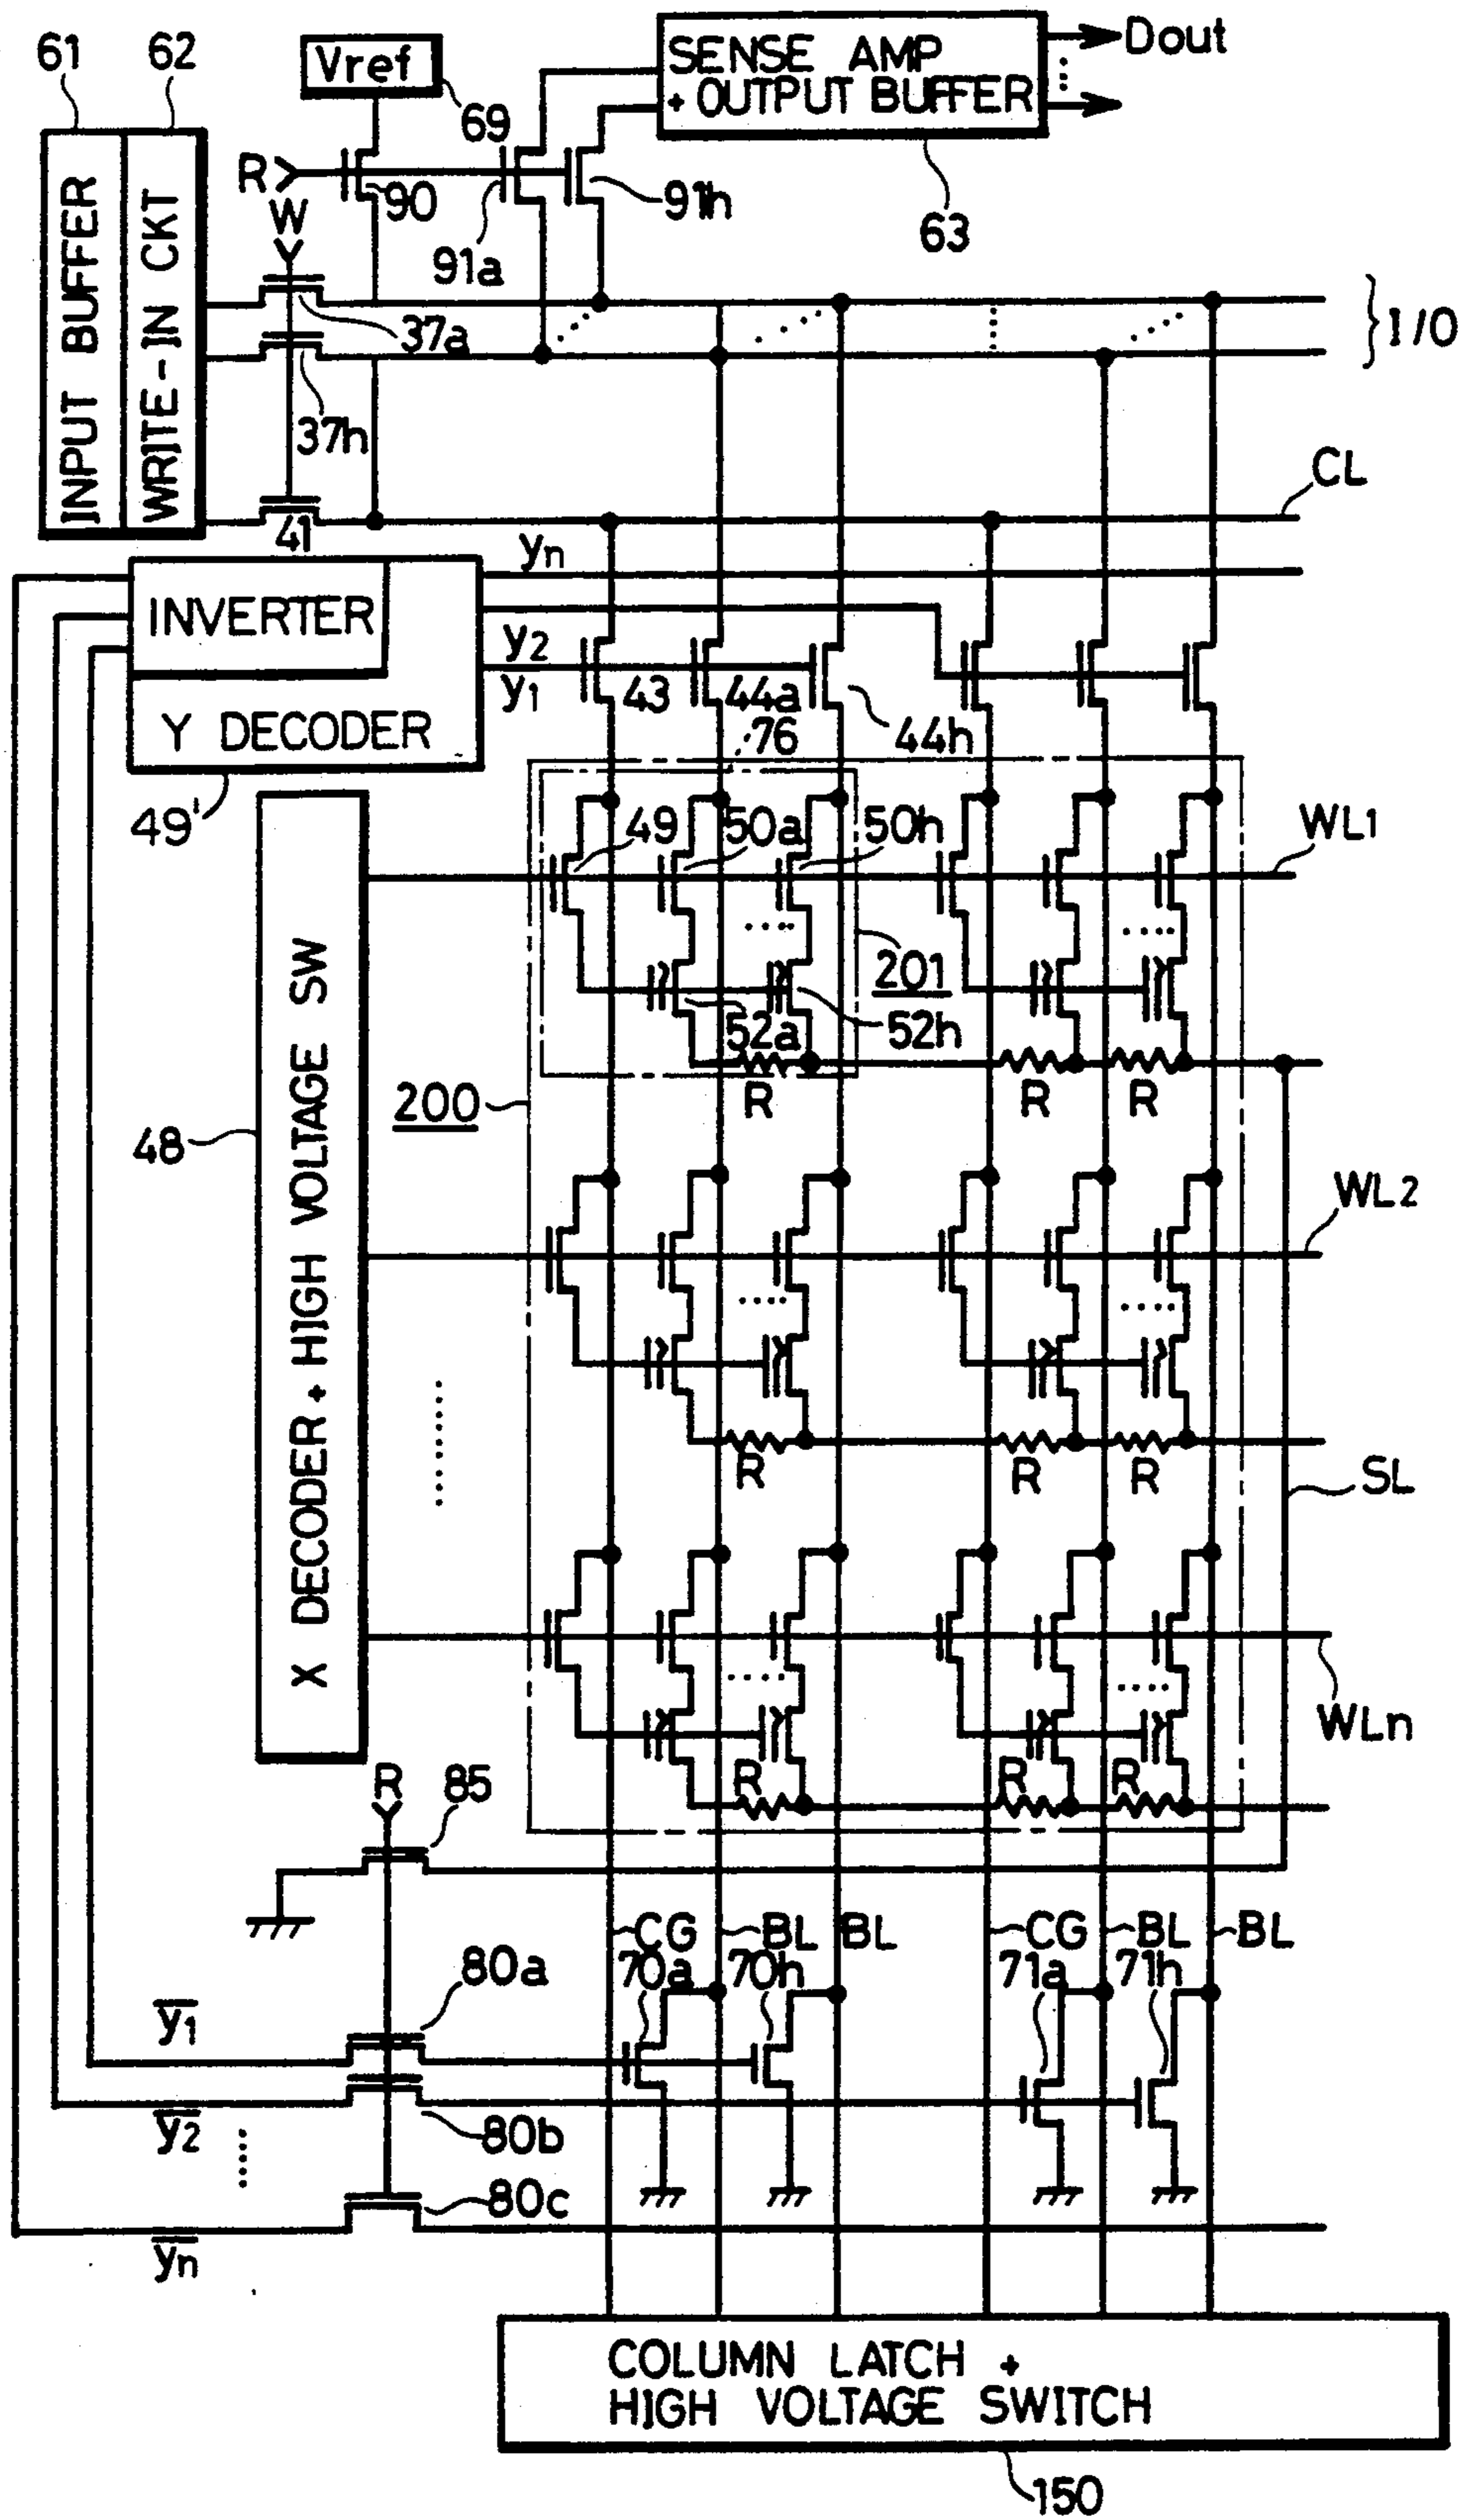 61
62
Vref
69
SENSE AMP
+ OUTPUT BUFFER
Dout
63
R
90
91a
91h
W
INPUT BUFFER
WRITE-IN CKT
37a
37h
I/O
41
CL
yn
INVERTER
y2
y1
Y DECODER
49'
43
44a
44h
76
49
50a
50h
WL1
201
52a
52h
R
R
R
200
48
X DECODER + HIGH VOLTAGE SW
WL2
R
R
R
SL
WLn
R
R
R
R
85
CG
BL
BL
CG
BL
BL
80a
70a
70h
71a
71h
y1
80b
y2
80c
yn
COLUMN LATCH +
HIGH VOLTAGE SWITCH
150